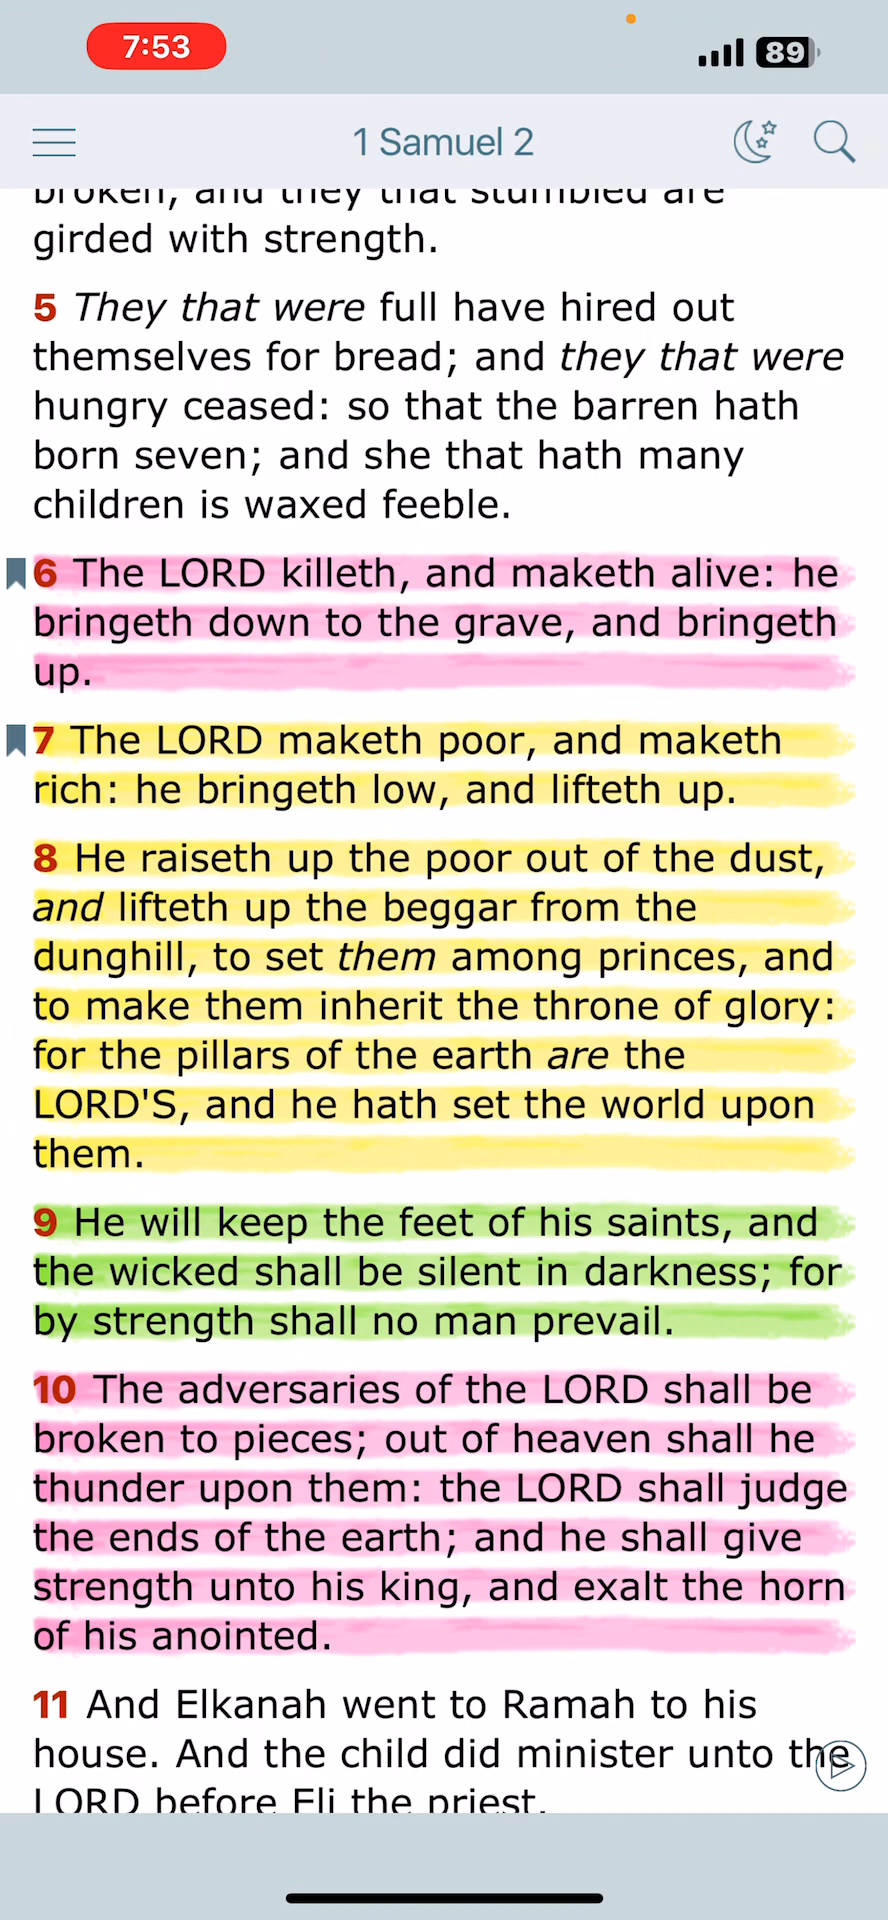 7:53
89
1 Samuel 2
broken, and they that stumbled are
girded with strength.
5 They that were full have hired out
themselves for bread; and they that were
hungry ceased: so that the barren hath
born seven; and she that hath many
children is waxed feeble.
6 The LORD killeth, and maketh alive: he
bringeth down to the grave, and bringeth
up.
7 The LORD maketh poor, and maketh
rich: he bringeth low, and lifteth up.
8 He raiseth up the poor out of the dust,
and lifteth up the beggar from the
dunghill, to set them among princes, and
to make them inherit the throne of glory:
for the pillars of the earth are the
LORD'S, and he hath set the world upon
them.
9 He will keep the feet of his saints, and
the wicked shall be silent in darkness; for
by strength shall no man prevail.
10 The adversaries of the LORD shall be
broken to pieces; out of heaven shall he
thunder upon them: the LORD shall judge
the ends of the earth; and he shall give
strength unto his king, and exalt the horn
of his anointed.
11 And Elkanah went to Ramah to his
house. And the child did minister unto the
LORD before Eli the priest.